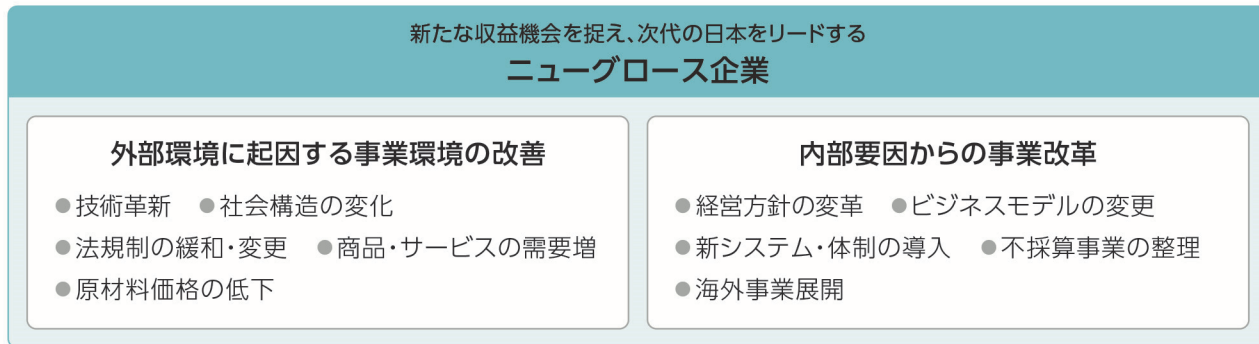 新たな収益機会を捉え、次代の日本をリードする
ニューグロース企業
外部環境に起因する事業環境の改善
●技術革新 ●社会構造の変化
●法規制の緩和・変更 ●商品・サービスの需要増
●原材料価格の低下
内部要因からの事業改革
●経営方針の変革 ●ビジネスモデルの変更
●新システム・体制の導入 ●不採算事業の整理
●海外事業展開